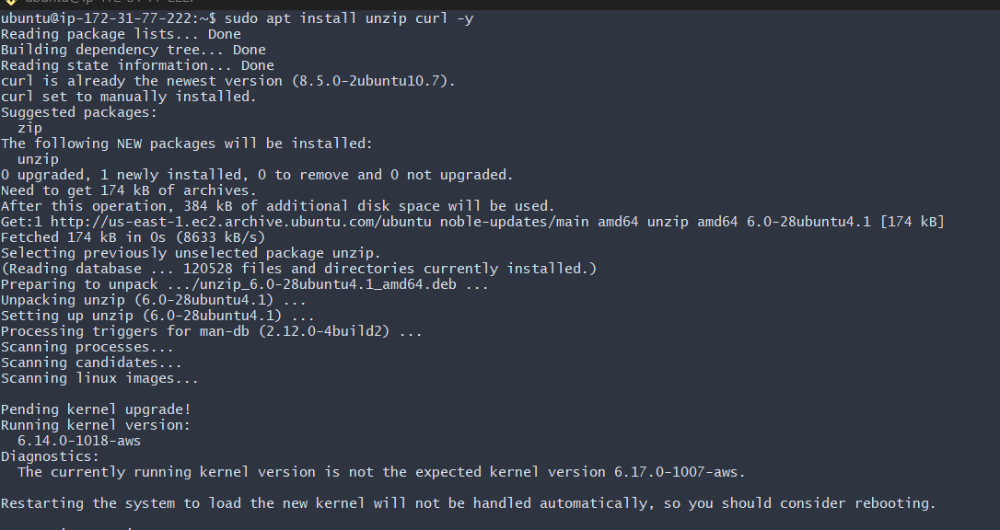 ubuntu@ip-172-31-77-222:~$ sudo apt install unzip curl -y
Reading package lists... Done
Building dependency tree... Done
Reading state information... Done
curl is already the newest version (8.5.0-2ubuntu10.7).
curl set to manually installed.
Suggested packages:
  zip
The following NEW packages will be installed:
  unzip
0 upgraded, 1 newly installed, 0 to remove and 0 not upgraded.
Need to get 174 kB of archives.
After this operation, 384 kB of additional disk space will be used.
Get:1 http://us-east-1.ec2.archive.ubuntu.com/ubuntu noble-updates/main amd64 unzip amd64 6.0-28ubuntu4.1 [174 kB]
Fetched 174 kB in 0s (8633 kB/s)
Selecting previously unselected package unzip.
(Reading database ... 120528 files and directories currently installed.)
Preparing to unpack .../unzip_6.0-28ubuntu4.1_amd64.deb ...
Unpacking unzip (6.0-28ubuntu4.1) ...
Setting up unzip (6.0-28ubuntu4.1) ...
Processing triggers for man-db (2.12.0-4build2) ...
Scanning processes...
Scanning candidates...
Scanning linux images...
Pending kernel upgrade!
Running kernel version:
  6.14.0-1018-aws
Diagnostics:
  The currently running kernel version is not the expected kernel version 6.17.0-1007-aws.
Restarting the system to load the new kernel will not be handled automatically, so you should consider rebooting.